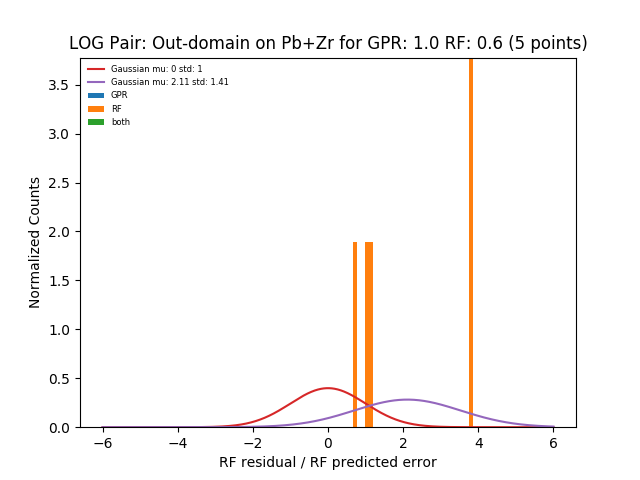 LOG Pair: Out-domain on Pb+Zr for GPR: 1.0 RF: 0.6 (5 points)
Gaussian mu: 0 std: 1
Gaussian mu: 2.11 std: 1.41
GPR
RF
both
Normalized Counts
3.5
3.0
2.5
2.0
1.5
1.0
0.5
0.0
−6 −4 −2 0 2 4 6
RF residual / RF predicted error